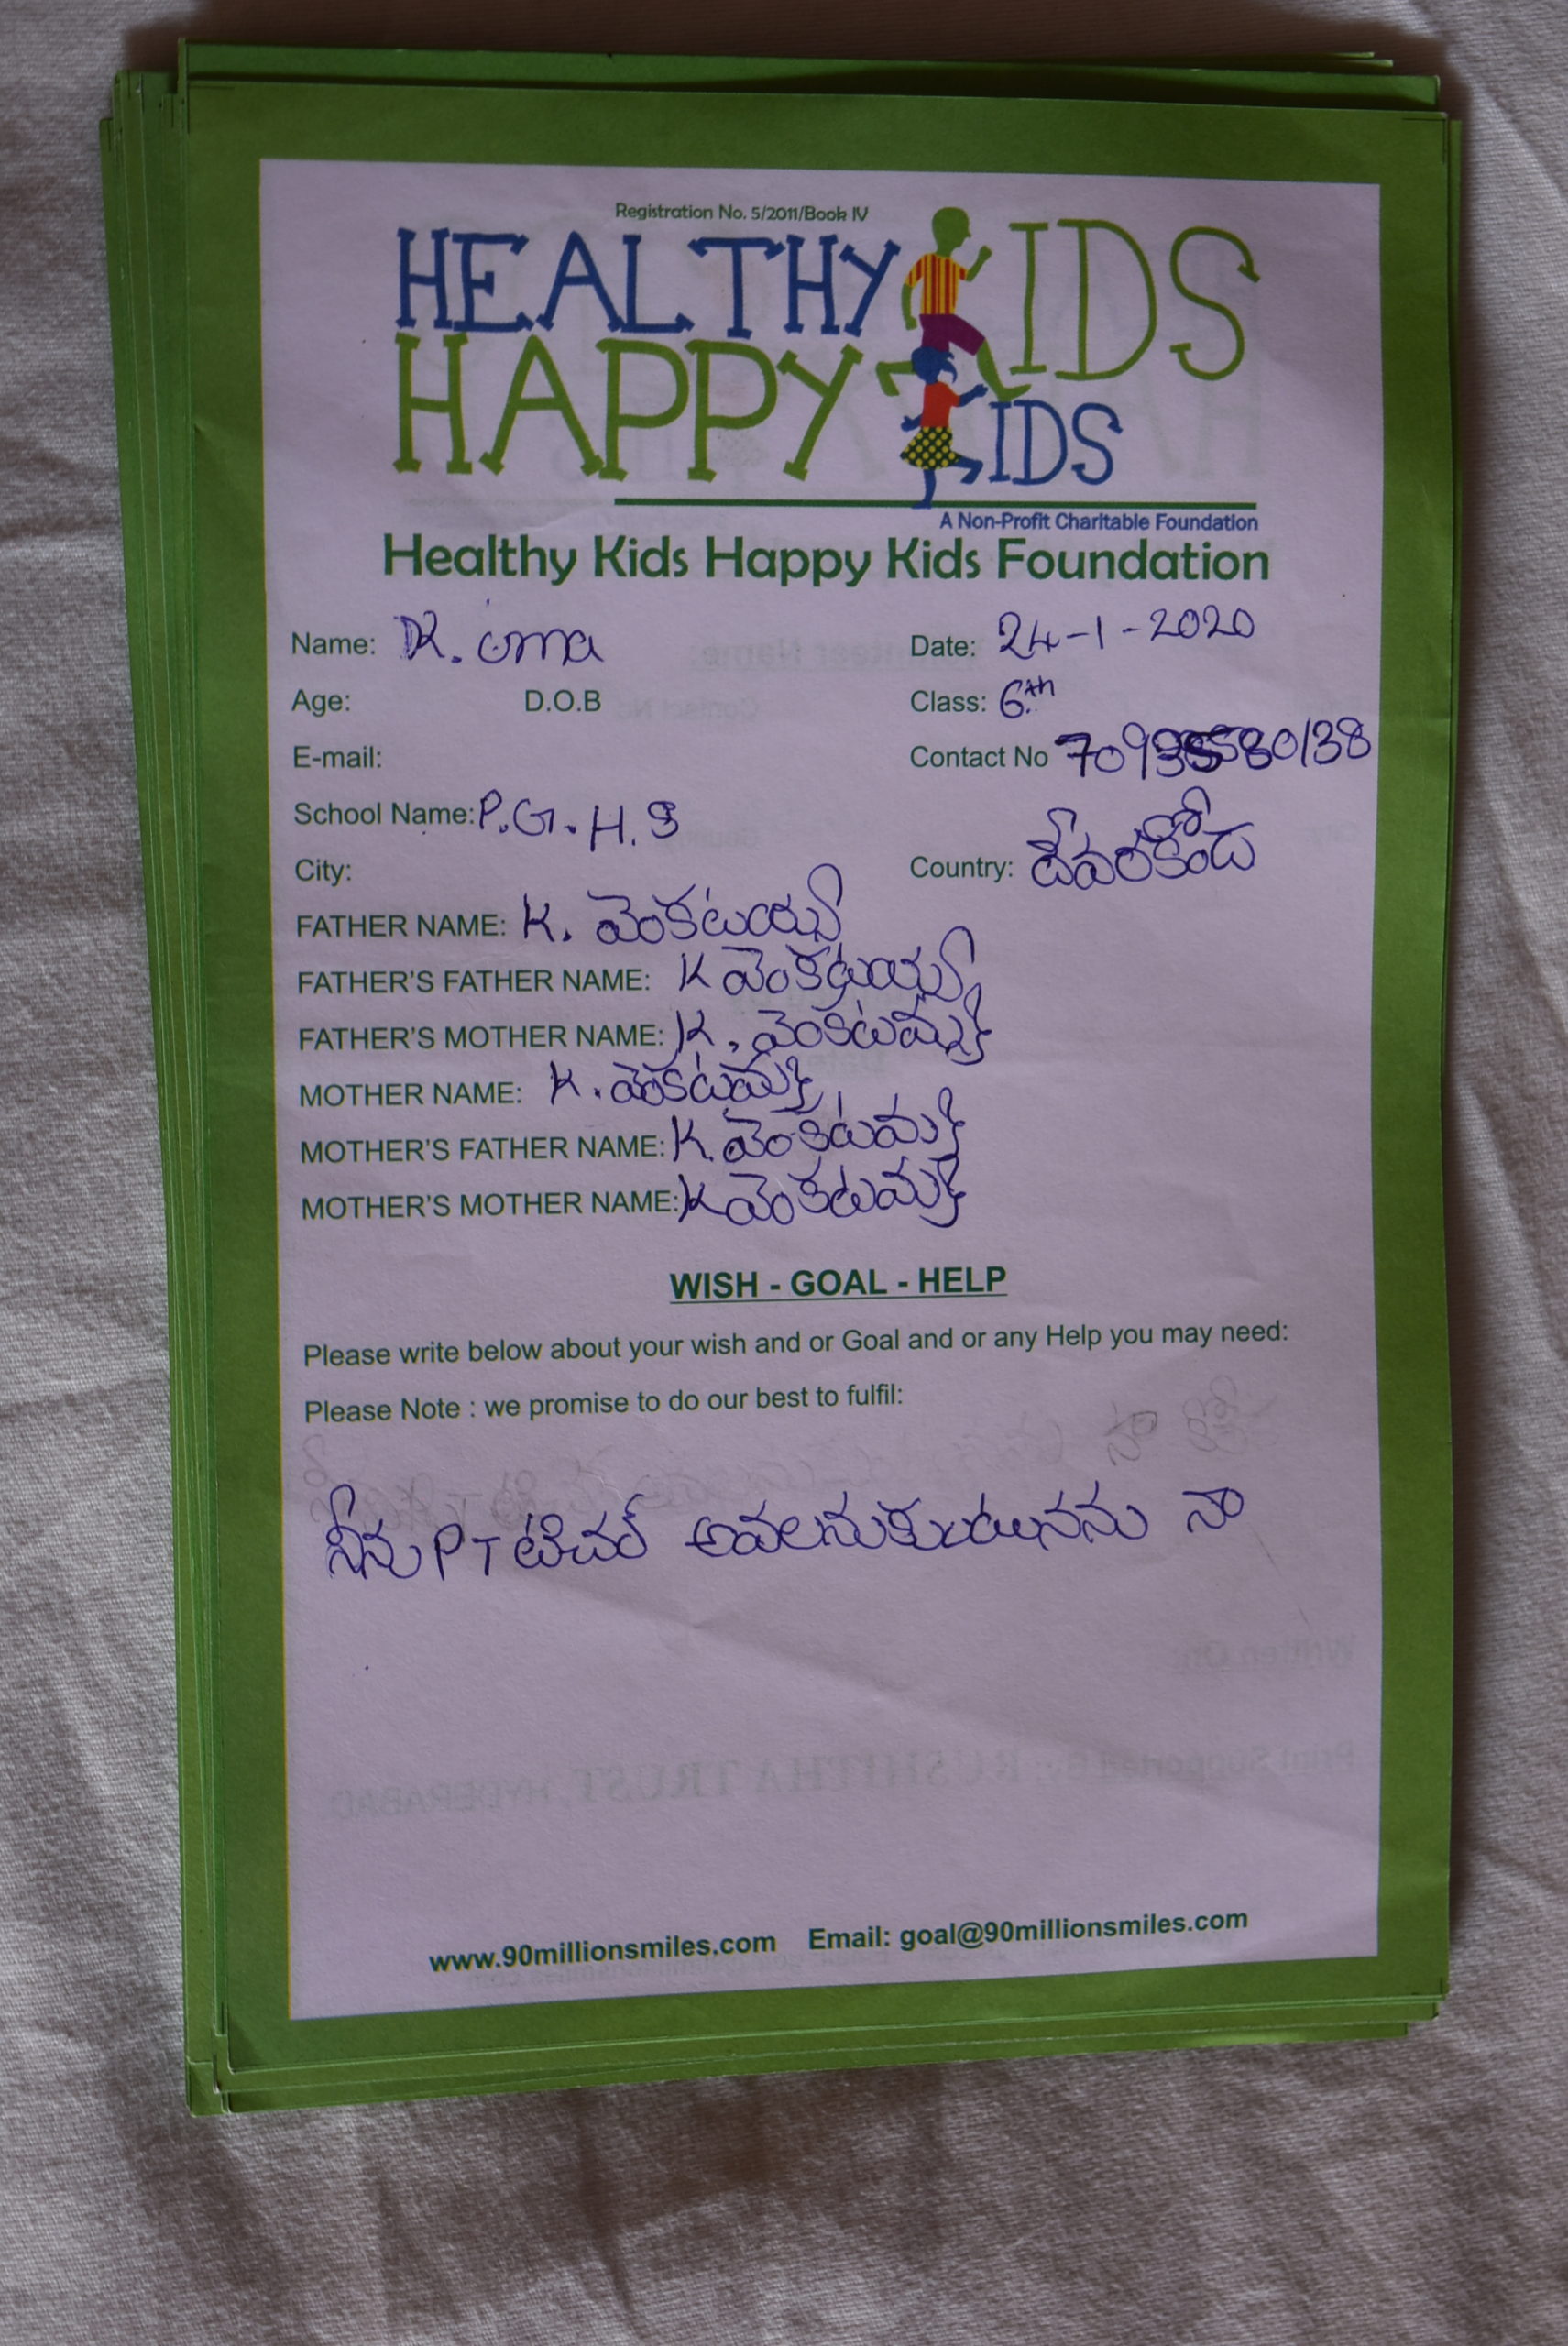 Registration No. 5/2011/Book IV
HEALTHY KIDS
HAPPY KIDS
A Non-Profit Charitable Foundation
Healthy Kids Happy Kids Foundation
Name: K. uma Date: 24-1-2020
Age: D.O.B Class: 6th
E-mail: Contact No
School Name: P.G.H.S
City: Country: దేవరకొండ
FATHER NAME: K. వెంకటయ్య
FATHER'S FATHER NAME: K వెంకటయ్య
FATHER'S MOTHER NAME: K. వెంకటమ్మ
MOTHER NAME: K. వెంకటమ్మ
MOTHER'S FATHER NAME: K. వెంకటమ్మ
MOTHER'S MOTHER NAME: K వెంకటమ్మ
WISH - GOAL - HELP
Please write below about your wish and or Goal and or any Help you may need:
Please Note : we promise to do our best to fulfil:
నేను PT టిచర్ అవలనుకుంటునను నా
www.90millionsmiles.com Email: goal@90millionsmiles.com